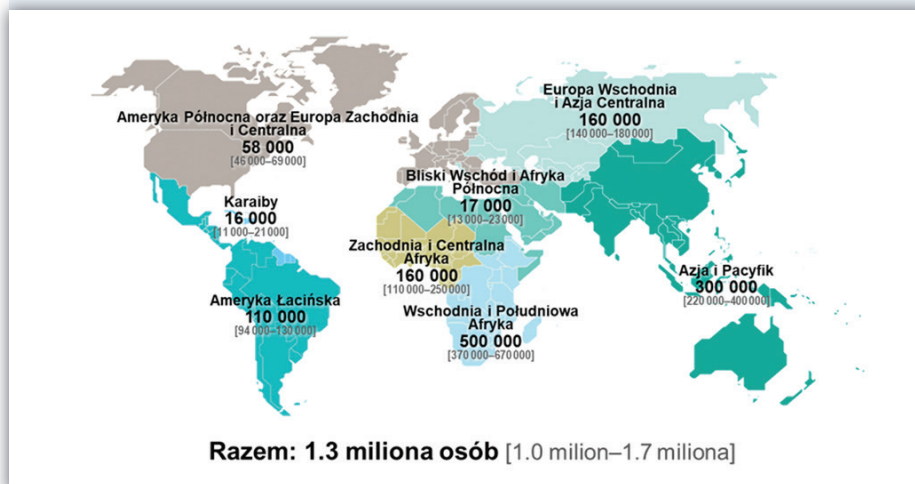 Ameryka Północna oraz Europa Zachodnia
i Centralna
58 000
[46 000–69 000]
Europa Wschodnia
i Azja Centralna
160 000
[140 000–180 000]
Bliski Wschód i Afryka
Północna
17 000
[13 000–23 000]
Karaiby
16 000
[11 000–21 000]
Zachodnia i Centralna
Afryka
160 000
[110 000–250 000]
Azja i Pacyfik
300 000
[220 000–400 000]
Ameryka Łacińska
110 000
[94 000–130 000]
Wschodnia i Południowa
Afryka
500 000
[370 000–670 000]
Razem: 1.3 miliona osób [1.0 milion–1.7 miliona]